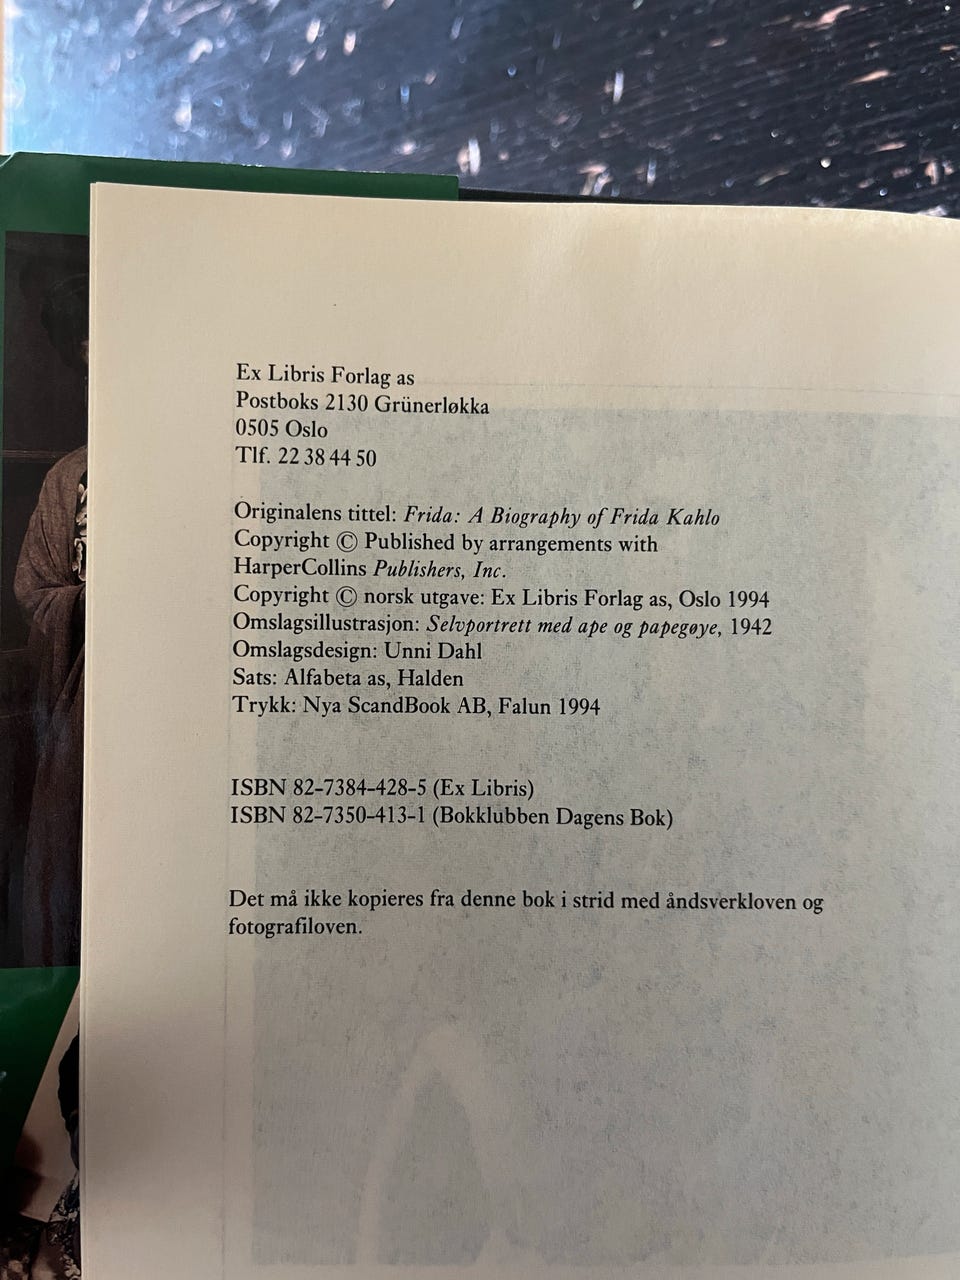 Ex Libris Forlag as
Postboks 2130 Grünerløkka
0505 Oslo
Tlf. 22 38 44 50
Originalens tittel: Frida: A Biography of Frida Kahlo
Copyright © Published by arrangements with
HarperCollins Publishers, Inc.
Copyright © norsk utgave: Ex Libris Forlag as, Oslo 1994
Omslagsillustrasjon: Selvportrett med ape og papegøye, 1942
Omslagsdesign: Unni Dahl
Sats: Alfabeta as, Halden
Trykk: Nya ScandBook AB, Falun 1994
ISBN 82-7384-428-5 (Ex Libris)
ISBN 82-7350-413-1 (Bokklubben Dagens Bok)
Det må ikke kopieres fra denne bok i strid med åndsverkloven og
fotografiloven.